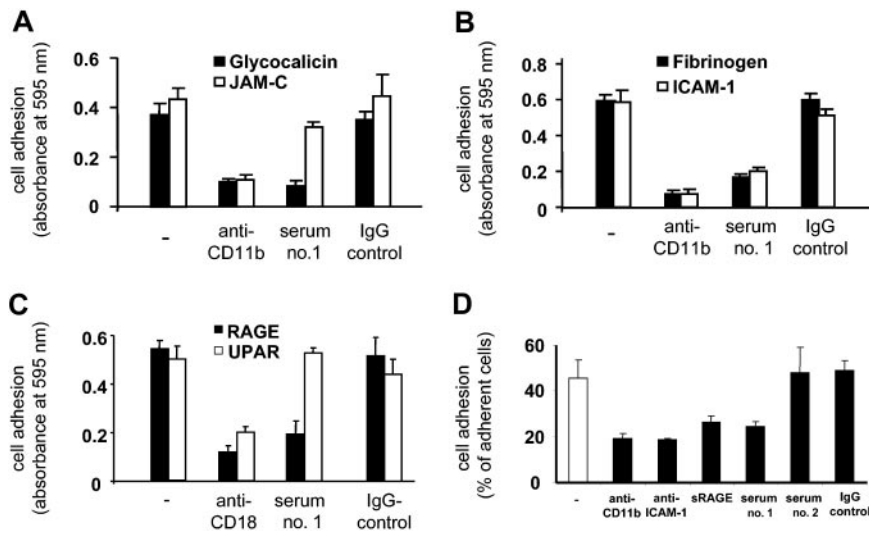 A
Glycocalicin
JAM-C
cell adhesion
(absorbance at 595 nm)
0.6
0.4
0.2
0
-
anti-
CD11b
serum
no.1
IgG
control
B
Fibrinogen
ICAM-1
cell adhesion
(absorbance at 595 nm)
0.8
0.6
0.4
0.2
0
-
anti-
CD11b
serum
no. 1
IgG
control
C
RAGE
UPAR
cell adhesion
(absorbance at 595 nm)
0.6
0.4
0.2
0
-
anti-
CD18
serum
no. 1
IgG-
control
D
cell adhesion
(% of adherent cells)
60
40
20
0
-
anti-
CD11b
anti-
ICAM-1
sRAGE
serum
no. 1
serum
no. 2
IgG
control